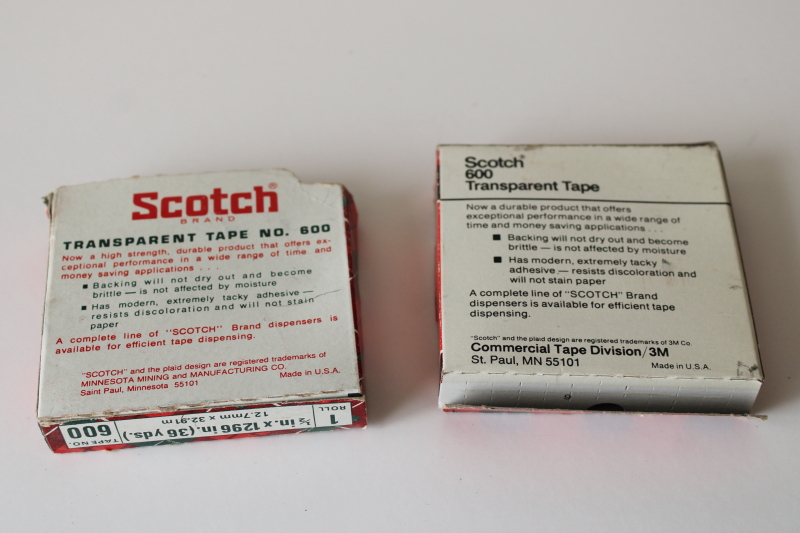 Scotch®
BRAND
TRANSPARENT TAPE NO. 600
Now a high strength, durable product that offers ex-
ceptional performance in a wide range of time and
money saving applications . . .
■ Backing will not dry out and become
brittle — is not affected by moisture
■ Has modern, extremely tacky adhesive —
resists discoloration and will not stain
paper
A complete line of "SCOTCH" Brand dispensers is
available for efficient tape dispensing.
"SCOTCH" and the plaid design are registered trademarks of
MINNESOTA MINING and MANUFACTURING CO.
Saint Paul, Minnesota 55101 Made in U.S.A.
1 ROLL
½ in. x 1296 in. (36 yds.)
12.7mm x 32.91m
TAPE NO.
600
Scotch®
600
Transparent Tape
Now a durable product that offers
exceptional performance in a wide range of
time and money saving applications . . .
■ Backing will not dry out and become
brittle — is not affected by moisture
■ Has modern, extremely tacky
adhesive — resists discoloration and
will not stain paper
A complete line of "SCOTCH" Brand
dispensers is available for efficient tape
dispensing.
"Scotch" and the plaid design are registered trademarks of 3M Co.
Commercial Tape Division/3M
St. Paul, MN 55101 Made in U.S.A.